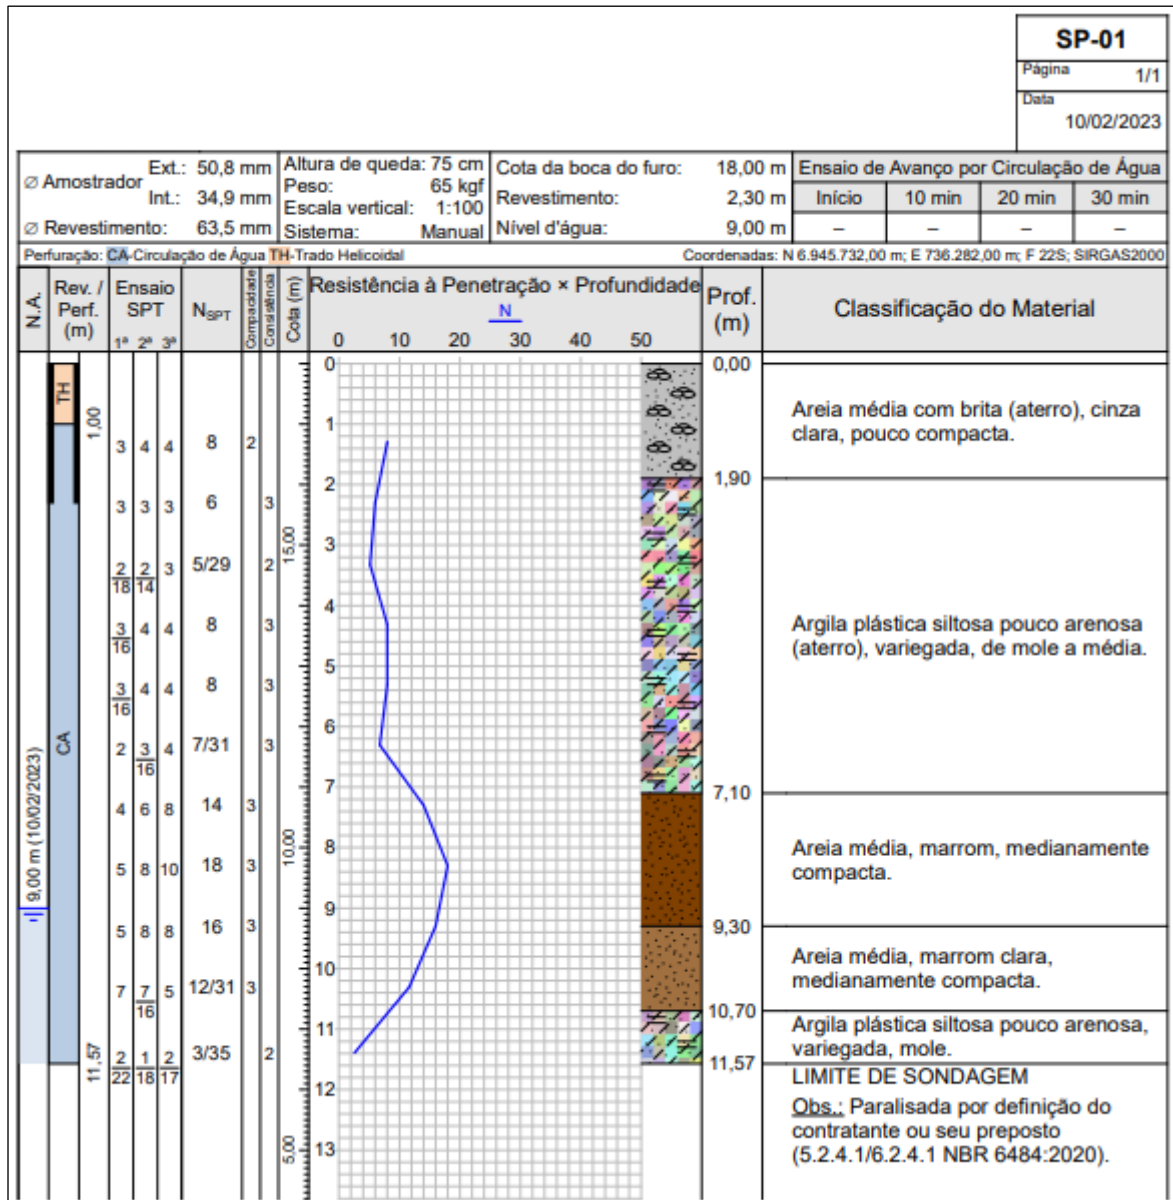 SP-01
Página 1/1
Data
10/02/2023
Ø Amostrador Ext.: 50,8 mm
Int.: 34,9 mm
Ø Revestimento: 63,5 mm
Altura de queda: 75 cm
Peso: 65 kgf
Escala vertical: 1:100
Sistema: Manual
Cota da boca do furo: 18,00 m
Revestimento: 2,30 m
Nível d'água: 9,00 m
Ensaio de Avanço por Circulação de Água
Início 10 min 20 min 30 min
– – – –
Perfuração: CA-Circulação de Água TH-Trado Helicoidal Coordenadas: N 6.945.732,00 m; E 736.282,00 m; F 22S; SIRGAS2000
N.A.
Rev. / Perf. (m)
Ensaio SPT
1ª 2ª 3ª
NSPT
Compacidade
Consistência
Cota (m)
Resistência à Penetração × Profundidade
N
0 10 20 30 40 50
Prof. (m)
Classificação do Material
TH
1,00
CA
11,57
9,00 m (10/02/2023)
3 4 4 8 2
3 3 3 6 3
2/18 2/14 3 5/29 2
3/16 4 4 8 3
3/16 4 4 8 3
2 3/16 4 7/31 3
4 6 8 14 3
5 8 10 18 3
5 8 8 16 3
7 7/16 5 12/31 3
2/22 1/18 2/17 3/35 2
15,00
10,00
5,00
0
1
2
3
4
5
6
7
8
9
10
11
12
13
0,00
Areia média com brita (aterro), cinza
clara, pouco compacta.
1,90
Argila plástica siltosa pouco arenosa
(aterro), variegada, de mole a média.
7,10
Areia média, marrom, medianamente
compacta.
9,30
Areia média, marrom clara,
medianamente compacta.
10,70
Argila plástica siltosa pouco arenosa,
variegada, mole.
11,57
LIMITE DE SONDAGEM
Obs.: Paralisada por definição do
contratante ou seu preposto
(5.2.4.1/6.2.4.1 NBR 6484:2020).